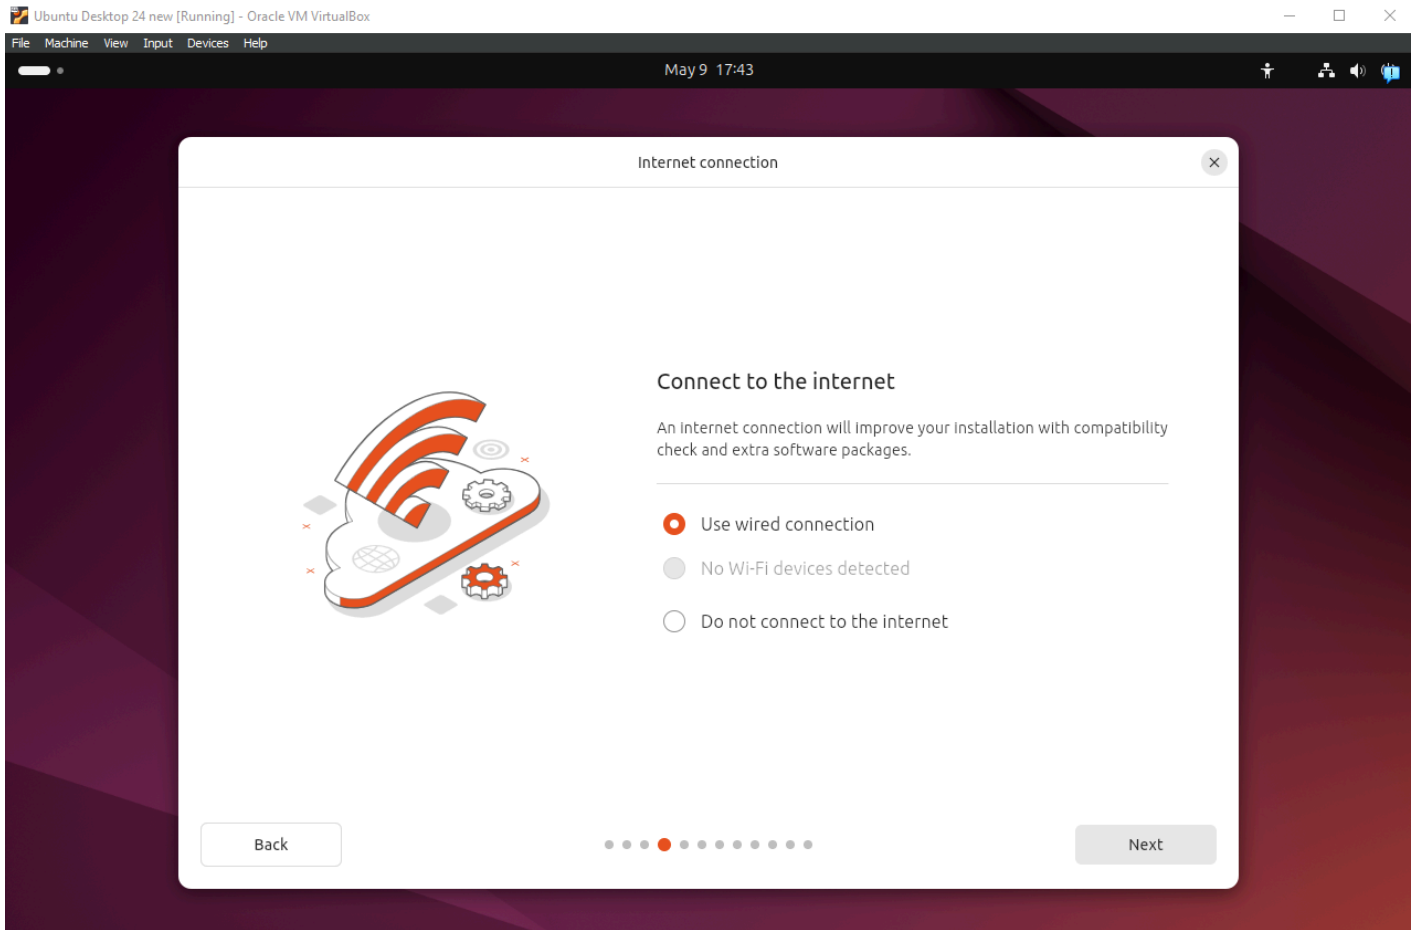 Ubuntu Desktop 24 new [Running] - Oracle VM VirtualBox
File Machine View Input Devices Help
May 9 17:43
Internet connection
Connect to the internet
An internet connection will improve your installation with compatibility
check and extra software packages.
Use wired connection
No Wi-Fi devices detected
Do not connect to the internet
Back
Next